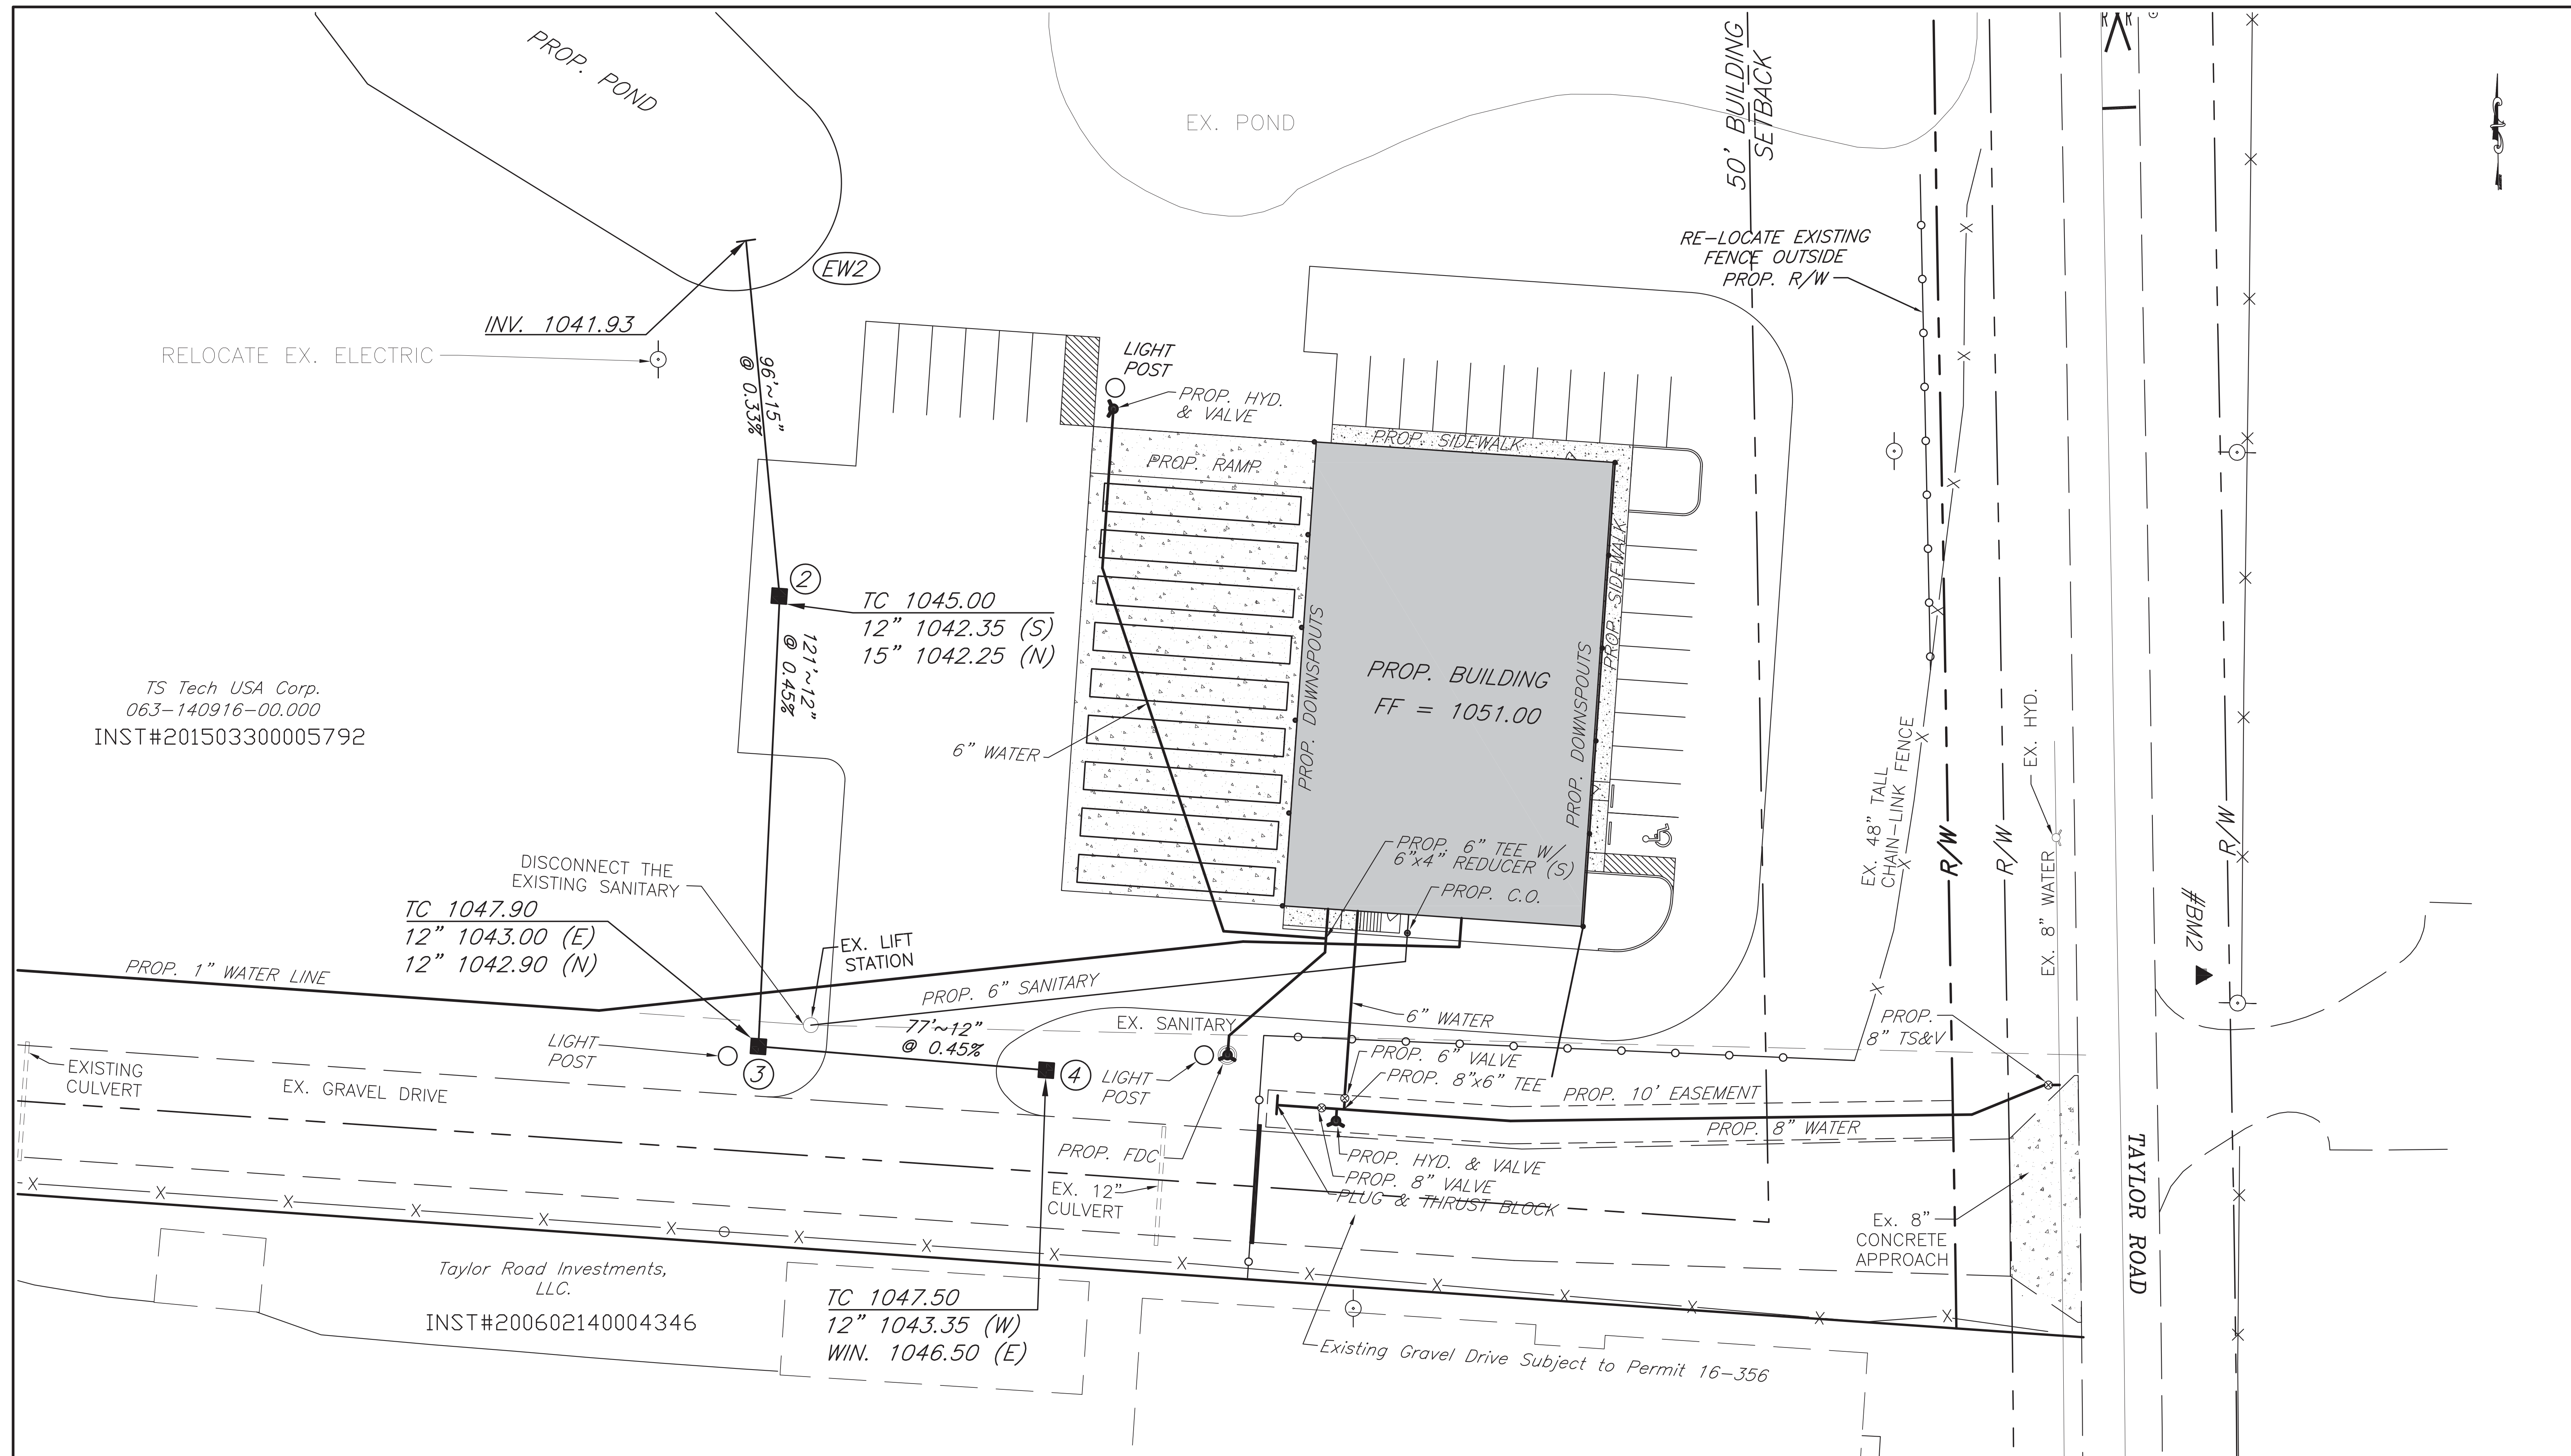 PROP. POND
EX. POND
50' BUILDING
SETBACK
EW2
INV. 1041.93
RELOCATE EX. ELECTRIC
96'~15"
@ 0.33%
LIGHT
POST
PROP. HYD.
& VALVE
RE-LOCATE EXISTING
FENCE OUTSIDE
PROP. R/W
PROP. SIDEWALK
PROP. RAMP
2
TC 1045.00
12" 1042.35 (S)
15" 1042.25 (N)
121'~12"
@ 0.45%
TS Tech USA Corp.
063-140916-00.000
INST#201503300005792
6" WATER
PROP. DOWNSPOUTS
PROP. BUILDING
FF = 1051.00
PROP. DOWNSPOUTS
PROP. SIDEWALK
EX. 48" TALL
CHAIN-LINK FENCE
R/W
R/W
EX. HYD.
EX. 8" WATER
R/W
#BM2
PROP. 6" TEE W/
6"x4" REDUCER (S)
PROP. C.O.
DISCONNECT THE
EXISTING SANITARY
TC 1047.90
12" 1043.00 (E)
12" 1042.90 (N)
EX. LIFT
STATION
PROP. 1" WATER LINE
PROP. 6" SANITARY
77'~12"
@ 0.45%
EX. SANITARY
6" WATER
PROP.
8" TS&V
LIGHT
POST
3
4
LIGHT
POST
EXISTING
CULVERT
EX. GRAVEL DRIVE
PROP. 6" VALVE
PROP. 8"x6" TEE
PROP. 10' EASEMENT
PROP. 8" WATER
PROP. FDC
PROP. HYD. & VALVE
PROP. 8" VALVE
PLUG & THRUST BLOCK
EX. 12"
CULVERT
Ex. 8"
CONCRETE
APPROACH
TAYLOR ROAD
Taylor Road Investments,
LLC.
INST#200602140004346
TC 1047.50
12" 1043.35 (W)
WIN. 1046.50 (E)
Existing Gravel Drive Subject to Permit 16-356